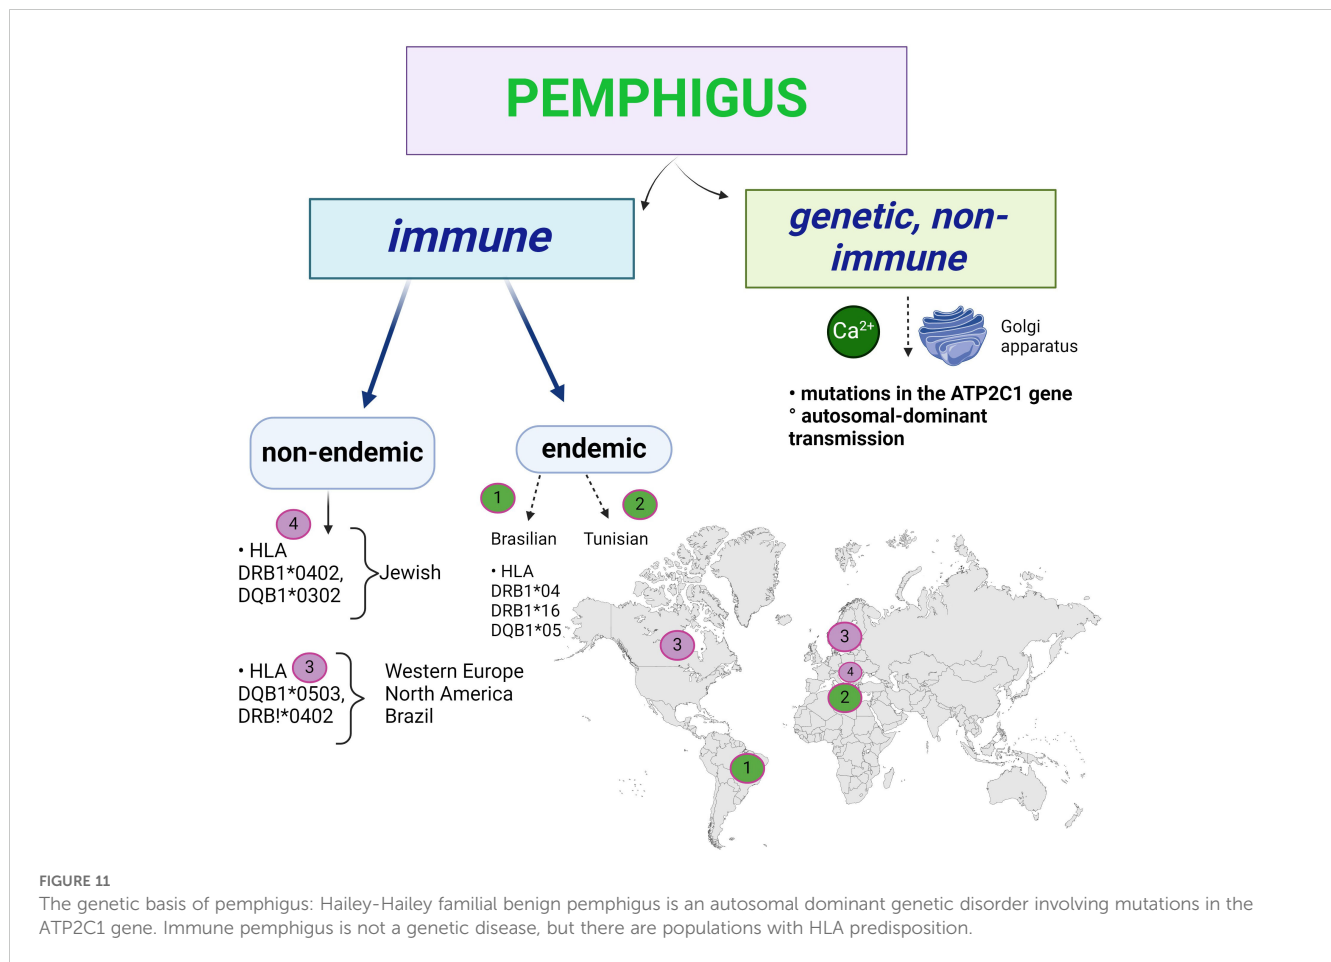 PEMPHIGUS
immune
genetic, non-
immune
Ca2+
Golgi
apparatus
• mutations in the ATP2C1 gene
° autosomal-dominant
transmission
non-endemic
endemic
4
• HLA
DRB1*0402,
DQB1*0302
Jewish
• HLA
3
DQB1*0503,
DRB!*0402
Western Europe
North America
Brazil
1
2
Brasilian
Tunisian
• HLA
DRB1*04
DRB1*16
DQB1*05
3
3
4
2
1
FIGURE 11
The genetic basis of pemphigus: Hailey-Hailey familial benign pemphigus is an autosomal dominant genetic disorder involving mutations in the
ATP2C1 gene. Immune pemphigus is not a genetic disease, but there are populations with HLA predisposition.